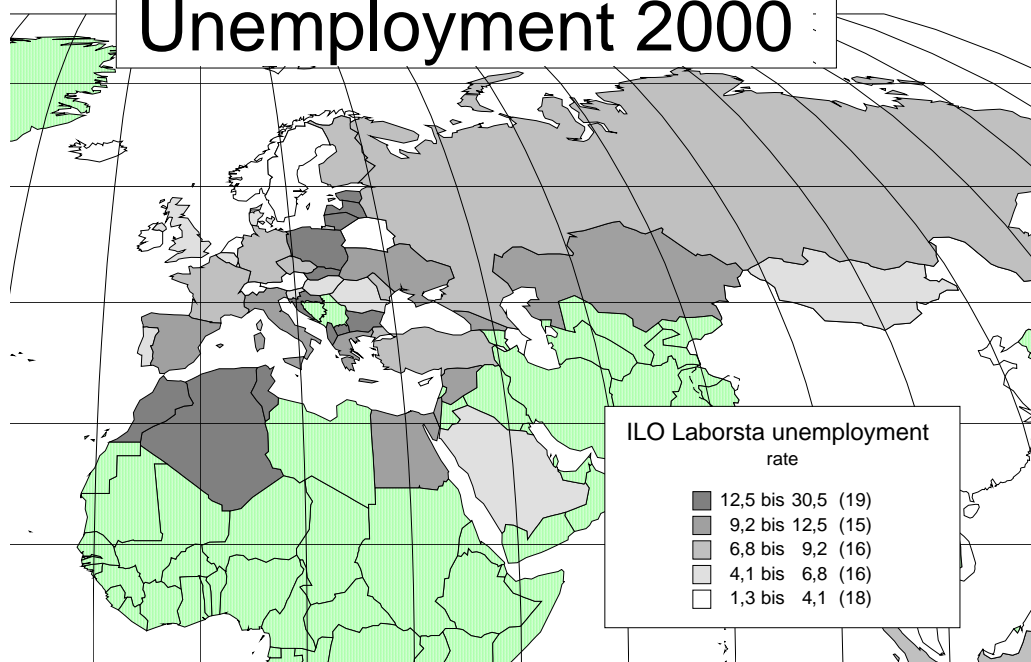 Unemployment 2000
ILO Laborsta unemployment
rate
12,5 bis 30,5 (19)
9,2 bis 12,5 (15)
6,8 bis 9,2 (16)
4,1 bis 6,8 (16)
1,3 bis 4,1 (18)